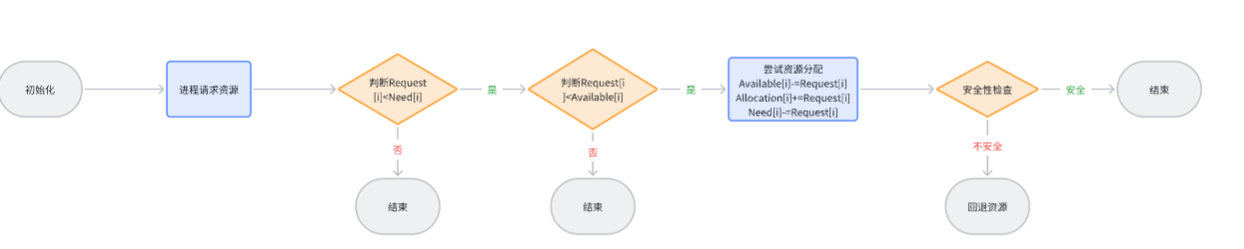 初始化
进程请求资源
判断Request
[i]<Need[i]
是
判断Request[i
]<Available[i]
是
尝试资源分配
Available[i]-=Request[i]
Allocation[i]+=Request[i]
Need[i]-=Request[i]
安全性检查
安全
结束
否
结束
否
结束
不安全
回退资源